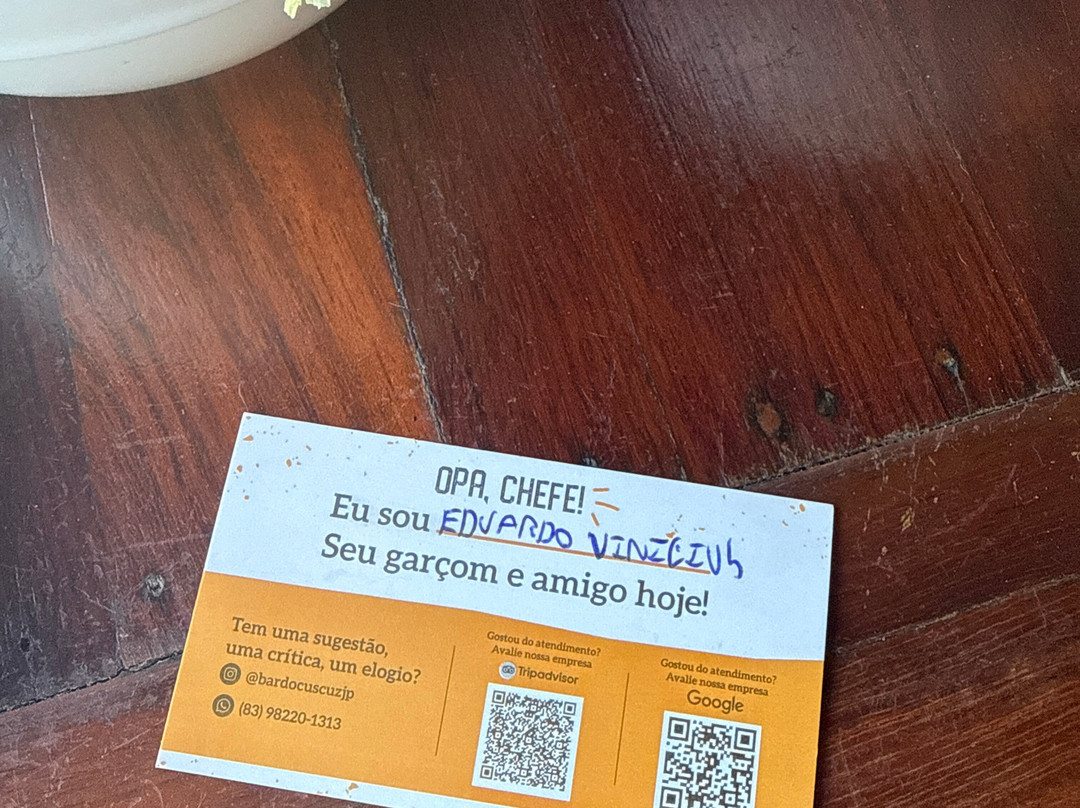 OPA, CHEFE!
Eu sou EDUARDO VINICIUS
Seu garçom e amigo hoje!
Tem uma sugestão,
uma crítica, um elogio?
@bardocuscuzjp
(83) 98220-1313
Gostou do atendimento?
Avalie nossa empresa
Tripadvisor
Gostou do atendimento?
Avalie nossa empresa
Google